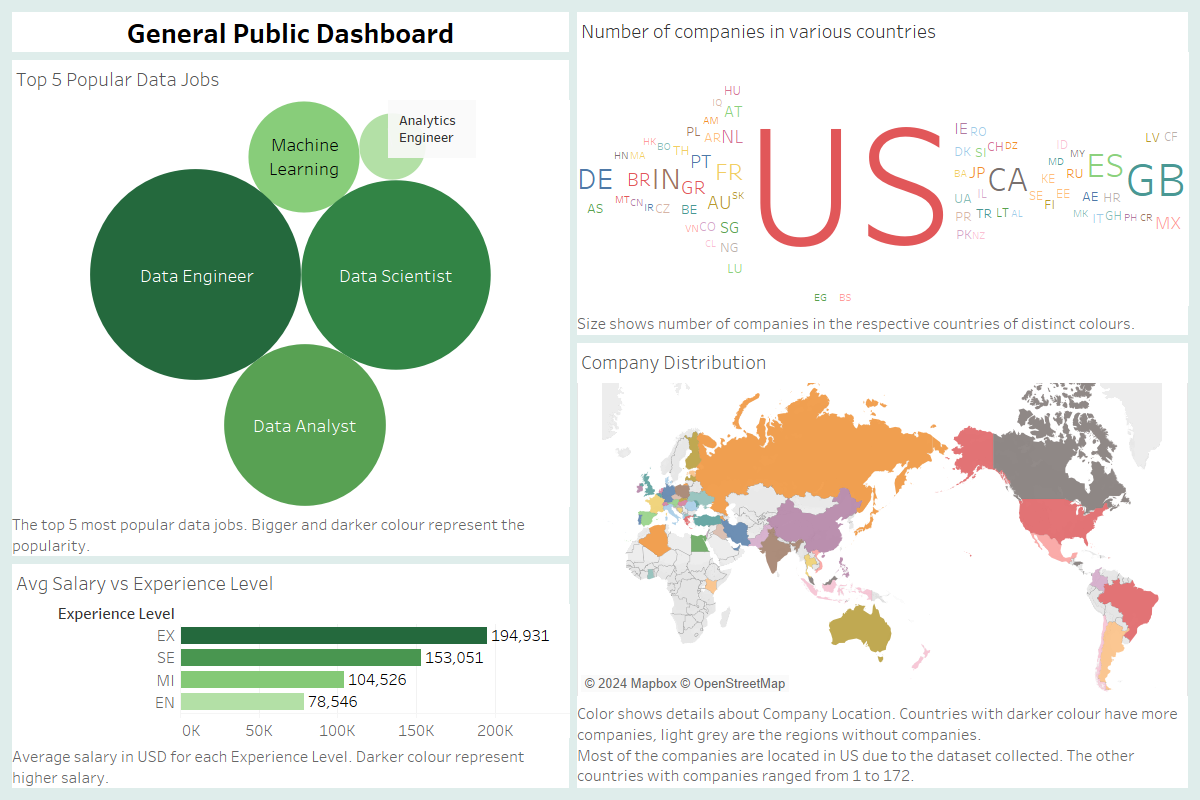 General Public Dashboard
Top 5 Popular Data Jobs
Machine
Learning
Analytics
Engineer
Data Engineer
Data Scientist
Data Analyst
The top 5 most popular data jobs. Bigger and darker colour represent the
popularity.
Avg Salary vs Experience Level
Experience Level
EX 194,931
SE 153,051
MI 104,526
EN 78,546
0K 50K 100K 150K 200K
Average salary in USD for each Experience Level. Darker colour represent
higher salary.
Number of companies in various countries
HU
IO
AT
AM
PL AR NL
HK BO TH
HN MA
PT
DE BR IN GR FR
AU SK
MT CN IR CZ
AS
BE
VN CO SG
CL NG
LU
US
EG BS
IE RO
DK SI CH DZ
BA JP CA
UA IL
PR TR LT AL
PK NZ
ID
MD MY
KE RU ES
SE EE
FI
AE HR
MK IT GH PH CR
LV CF
GB
MX
Size shows number of companies in the respective countries of distinct colours.
Company Distribution
© 2024 Mapbox © OpenStreetMap
Color shows details about Company Location. Countries with darker colour have more
companies, light grey are the regions without companies.
Most of the companies are located in US due to the dataset collected. The other
countries with companies ranged from 1 to 172.